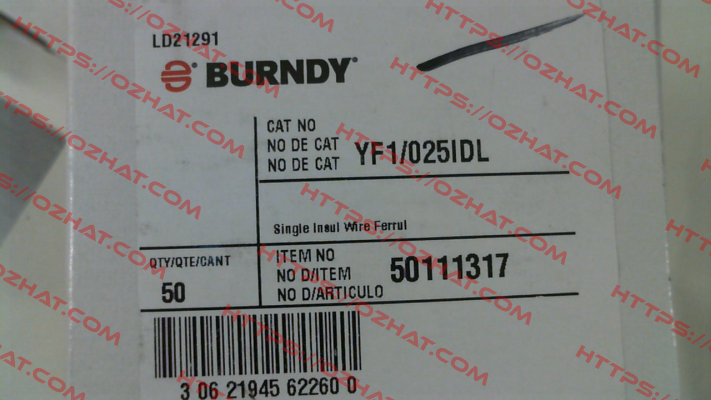 LD21291
BURNDY
CAT NO
NO DE CAT
NO DE CAT
YF1/025IDL
Single Insul Wire Ferrul
QTY/QTE/CANT
50
ITEM NO
NO D/ITEM
NO D/ARTICULO
50111317
3 06 21945 62260 0
HTTPS://OZHAT.COM